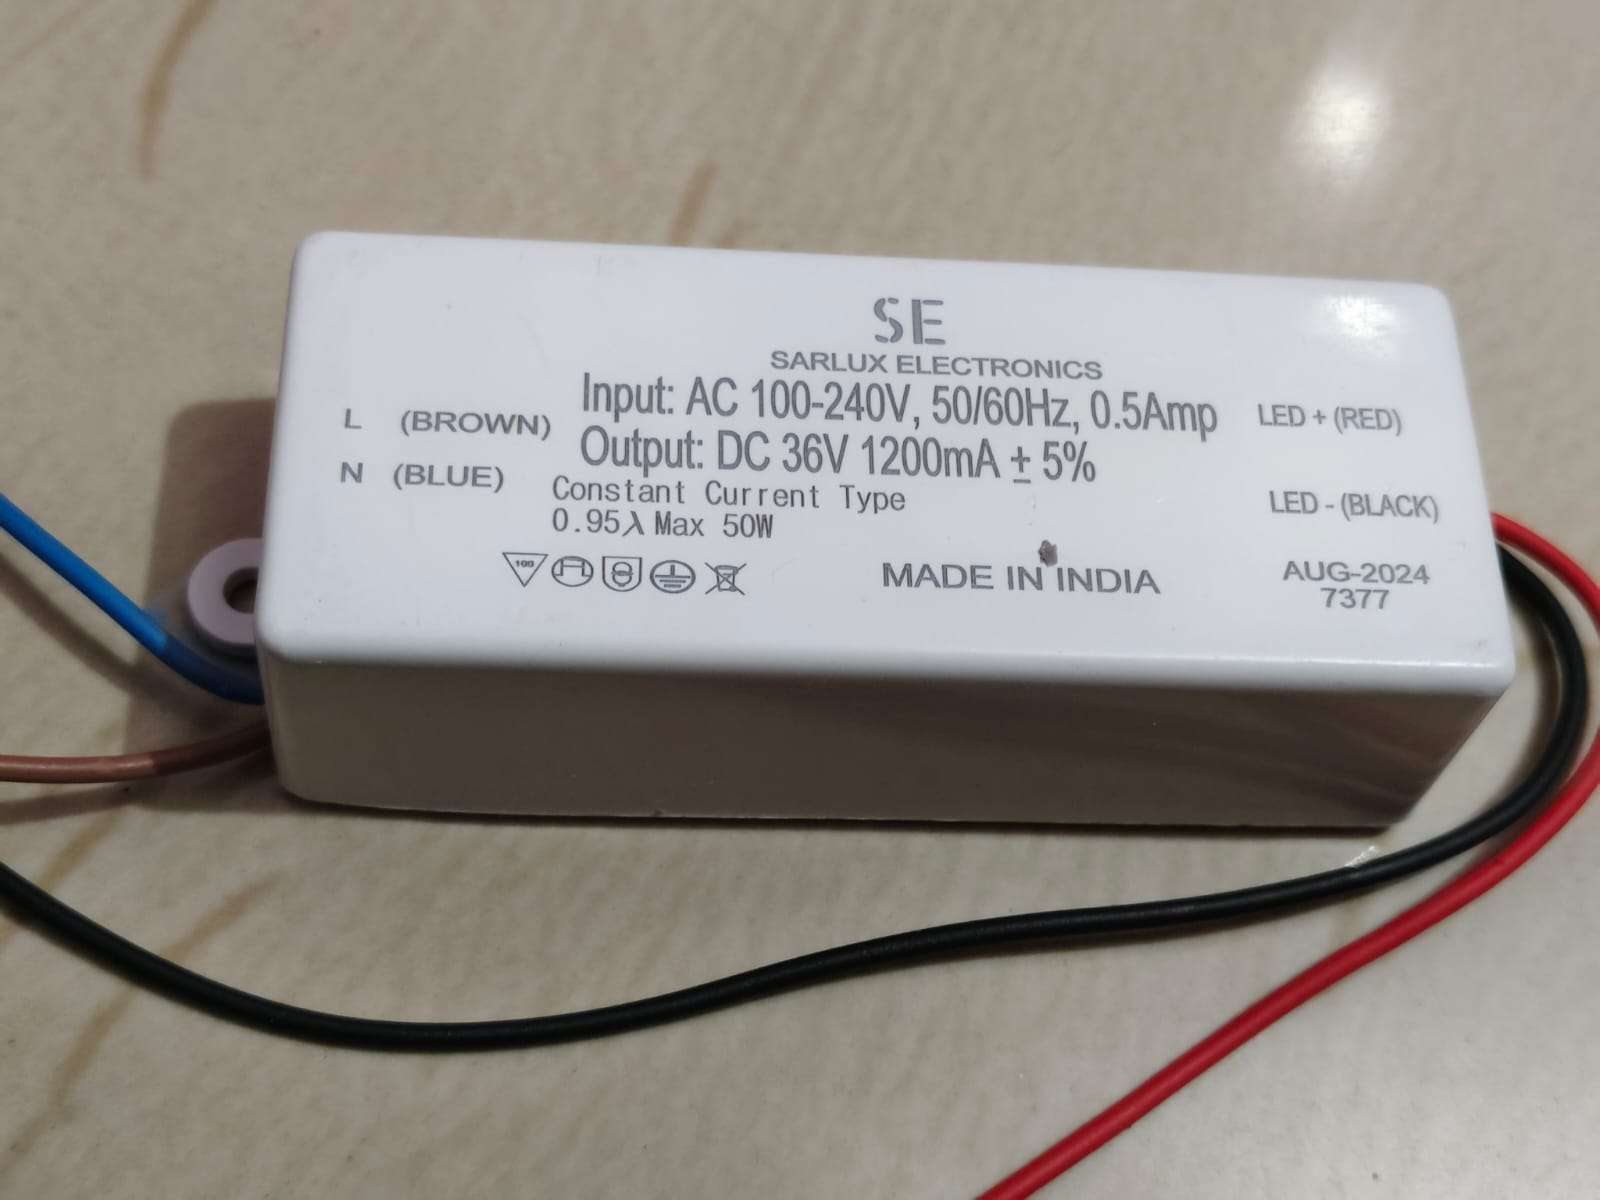 SE
SARLUX ELECTRONICS
Input: AC 100-240V, 50/60Hz, 0.5Amp
Output: DC 36V 1200mA ± 5%
Constant Current Type
0.95λ Max 50W
L (BROWN)
N (BLUE)
LED + (RED)
LED - (BLACK)
100
MADE IN INDIA
AUG-2024
7377